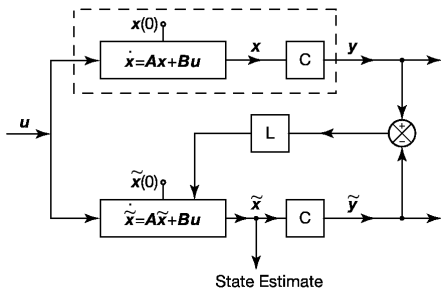 x(0)
ẋ=Ax+Bu
x
C
y
u
+
−
L
x̃(0)
x̃̇=Ax̃+Bu
x̃
C
ỹ
State Estimate